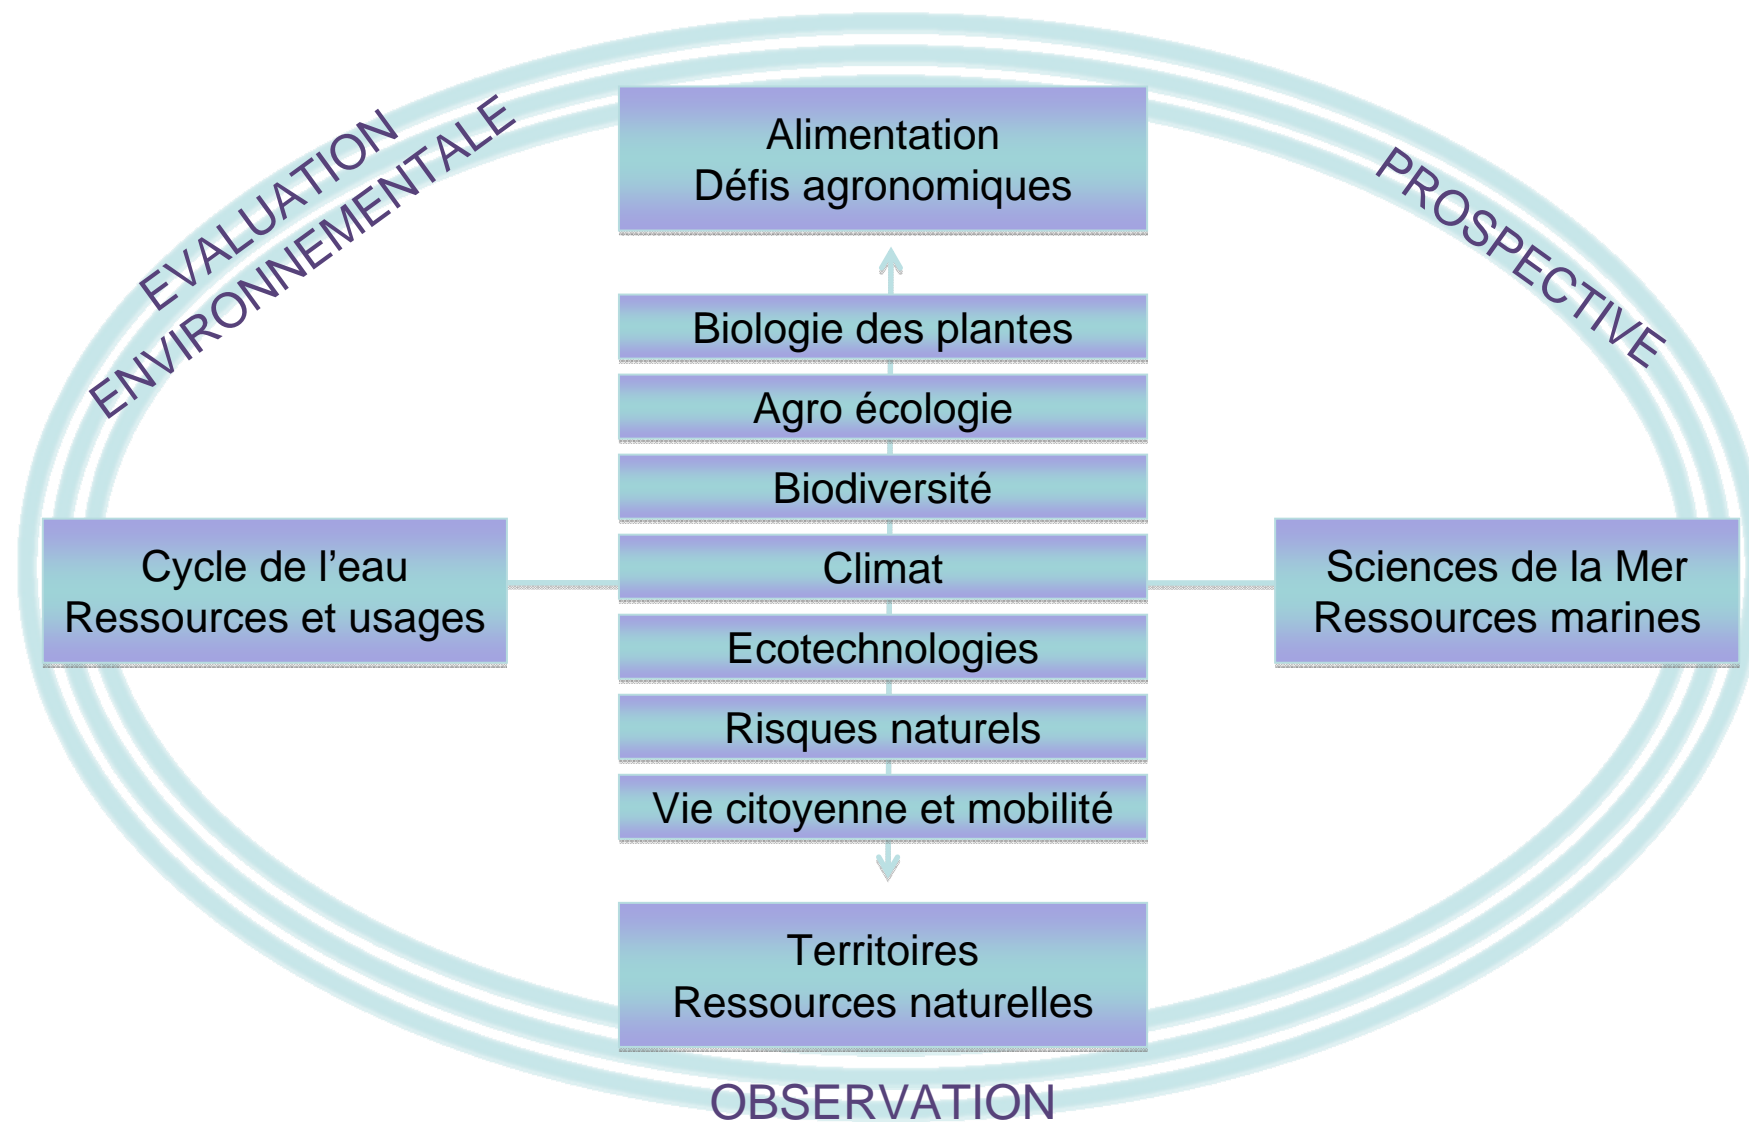 EVALUATION
ENVIRONNEMENTALE
PROSPECTIVE
Alimentation
Défis agronomiques
Biologie des plantes
Agro écologie
Biodiversité
Cycle de l’eau
Ressources et usages
Climat
Sciences de la Mer
Ressources marines
Ecotechnologies
Risques naturels
Vie citoyenne et mobilité
Territoires
Ressources naturelles
OBSERVATION